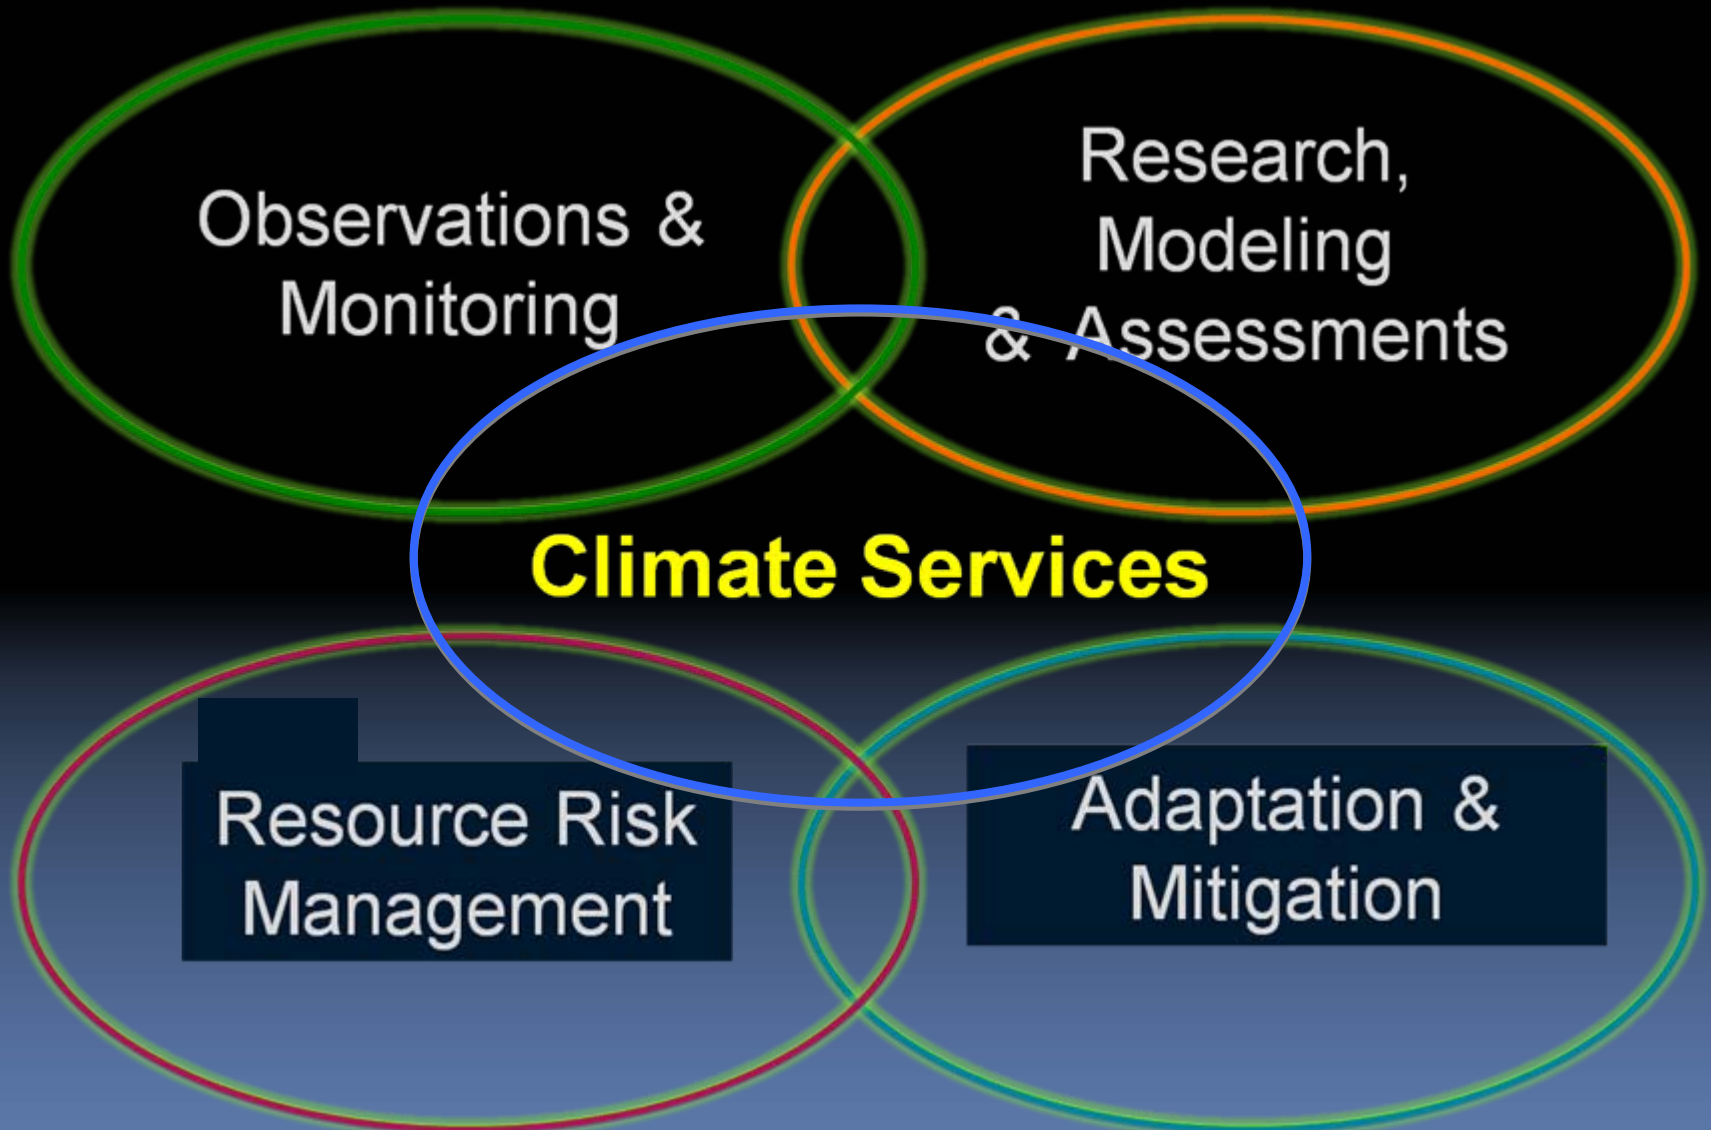 Observations &
Monitoring
Research,
Modeling
& Assessments
Climate Services
Resource Risk
Management
Adaptation &
Mitigation